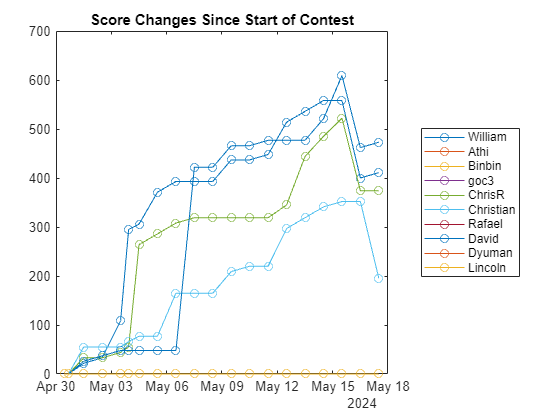 Score Changes Since Start of Contest
700
600
500
400
300
200
100
0
Apr 30 May 03 May 06 May 09 May 12 May 15 May 18
2024
William
Athi
Binbin
goc3
ChrisR
Christian
Rafael
David
Dyuman
Lincoln